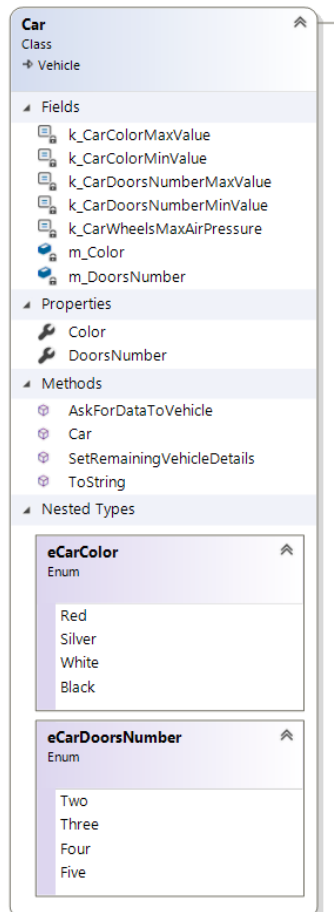 Car
Class
Vehicle
Fields
k_CarColorMaxValue
k_CarColorMinValue
k_CarDoorsNumberMaxValue
k_CarDoorsNumberMinValue
k_CarWheelsMaxAirPressure
m_Color
m_DoorsNumber
Properties
Color
DoorsNumber
Methods
AskForDataToVehicle
Car
SetRemainingVehicleDetails
ToString
Nested Types
eCarColor
Enum
Red
Silver
White
Black
eCarDoorsNumber
Enum
Two
Three
Four
Five